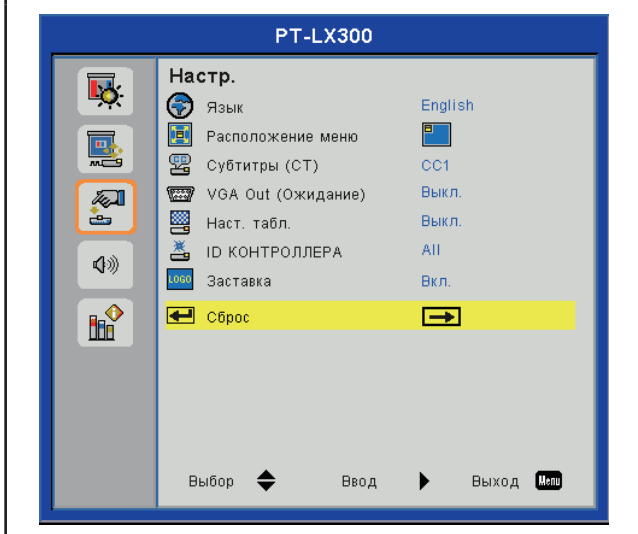 PT-LX300
Настр.
Язык English
Расположение меню
CC Субтитры (СТ) CC1
VGA Out (Ожидание) Выкл.
Наст. табл. Выкл.
ID КОНТРОЛЛЕРА All
LOGO Заставка Вкл.
Сброс
Выбор Ввод Выход Menu